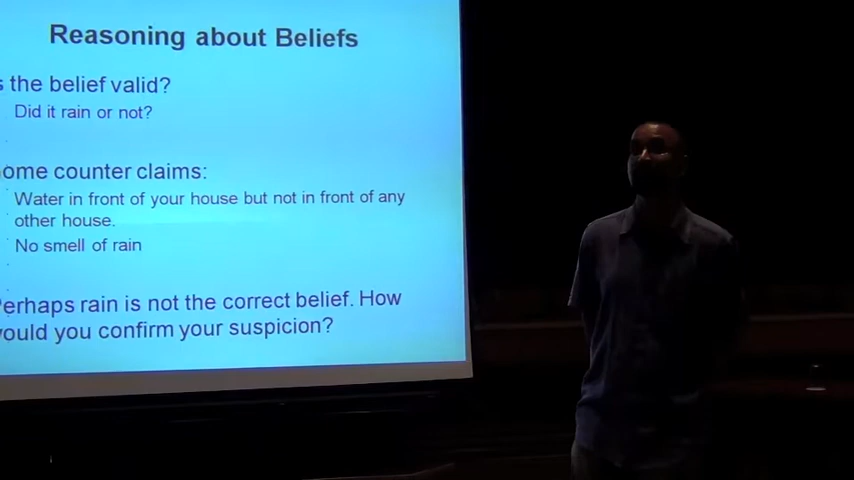 Reasoning about Beliefs
s the belief valid?
Did it rain or not?
ome counter claims:
Water in front of your house but not in front of any
other house.
No smell of rain
erhaps rain is not the correct belief. How
ould you confirm your suspicion?